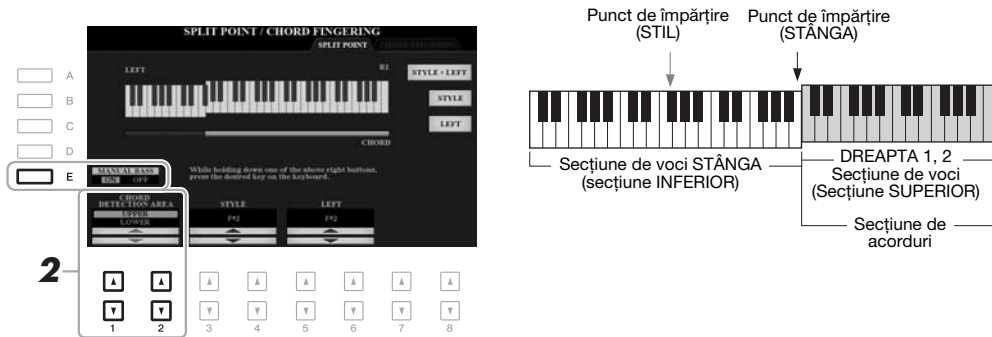 SPLIT POINT / CHORD FINGERING
SPLIT POINT
CHORD FINGERING
LEFT
R1
STYLE + LEFT
STYLE
LEFT
CHORD
A
B
C
D
E
MANUAL BASS
ON OFF
While holding down one of the above right buttons,
press the desired key on the keyboard.
CHORD
DETECTION AREA
UPPER
LOWER
STYLE
F#2
LEFT
F#2
2
1 2 3 4 5 6 7 8
Punct de împărțire
(STIL)
Punct de împărțire
(STÂNGA)
Secțiune de voci STÂNGA
(secțiune INFERIOR)
DREAPTA 1, 2
Secțiune de voci
(Secțiune SUPERIOR)
Secțiune de
acorduri